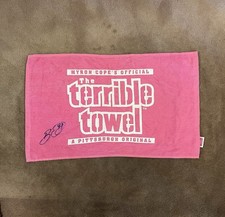 MYRON COPE'S OFFICIAL
The
terrible
towel
A PITTSBURGH ORIGINAL